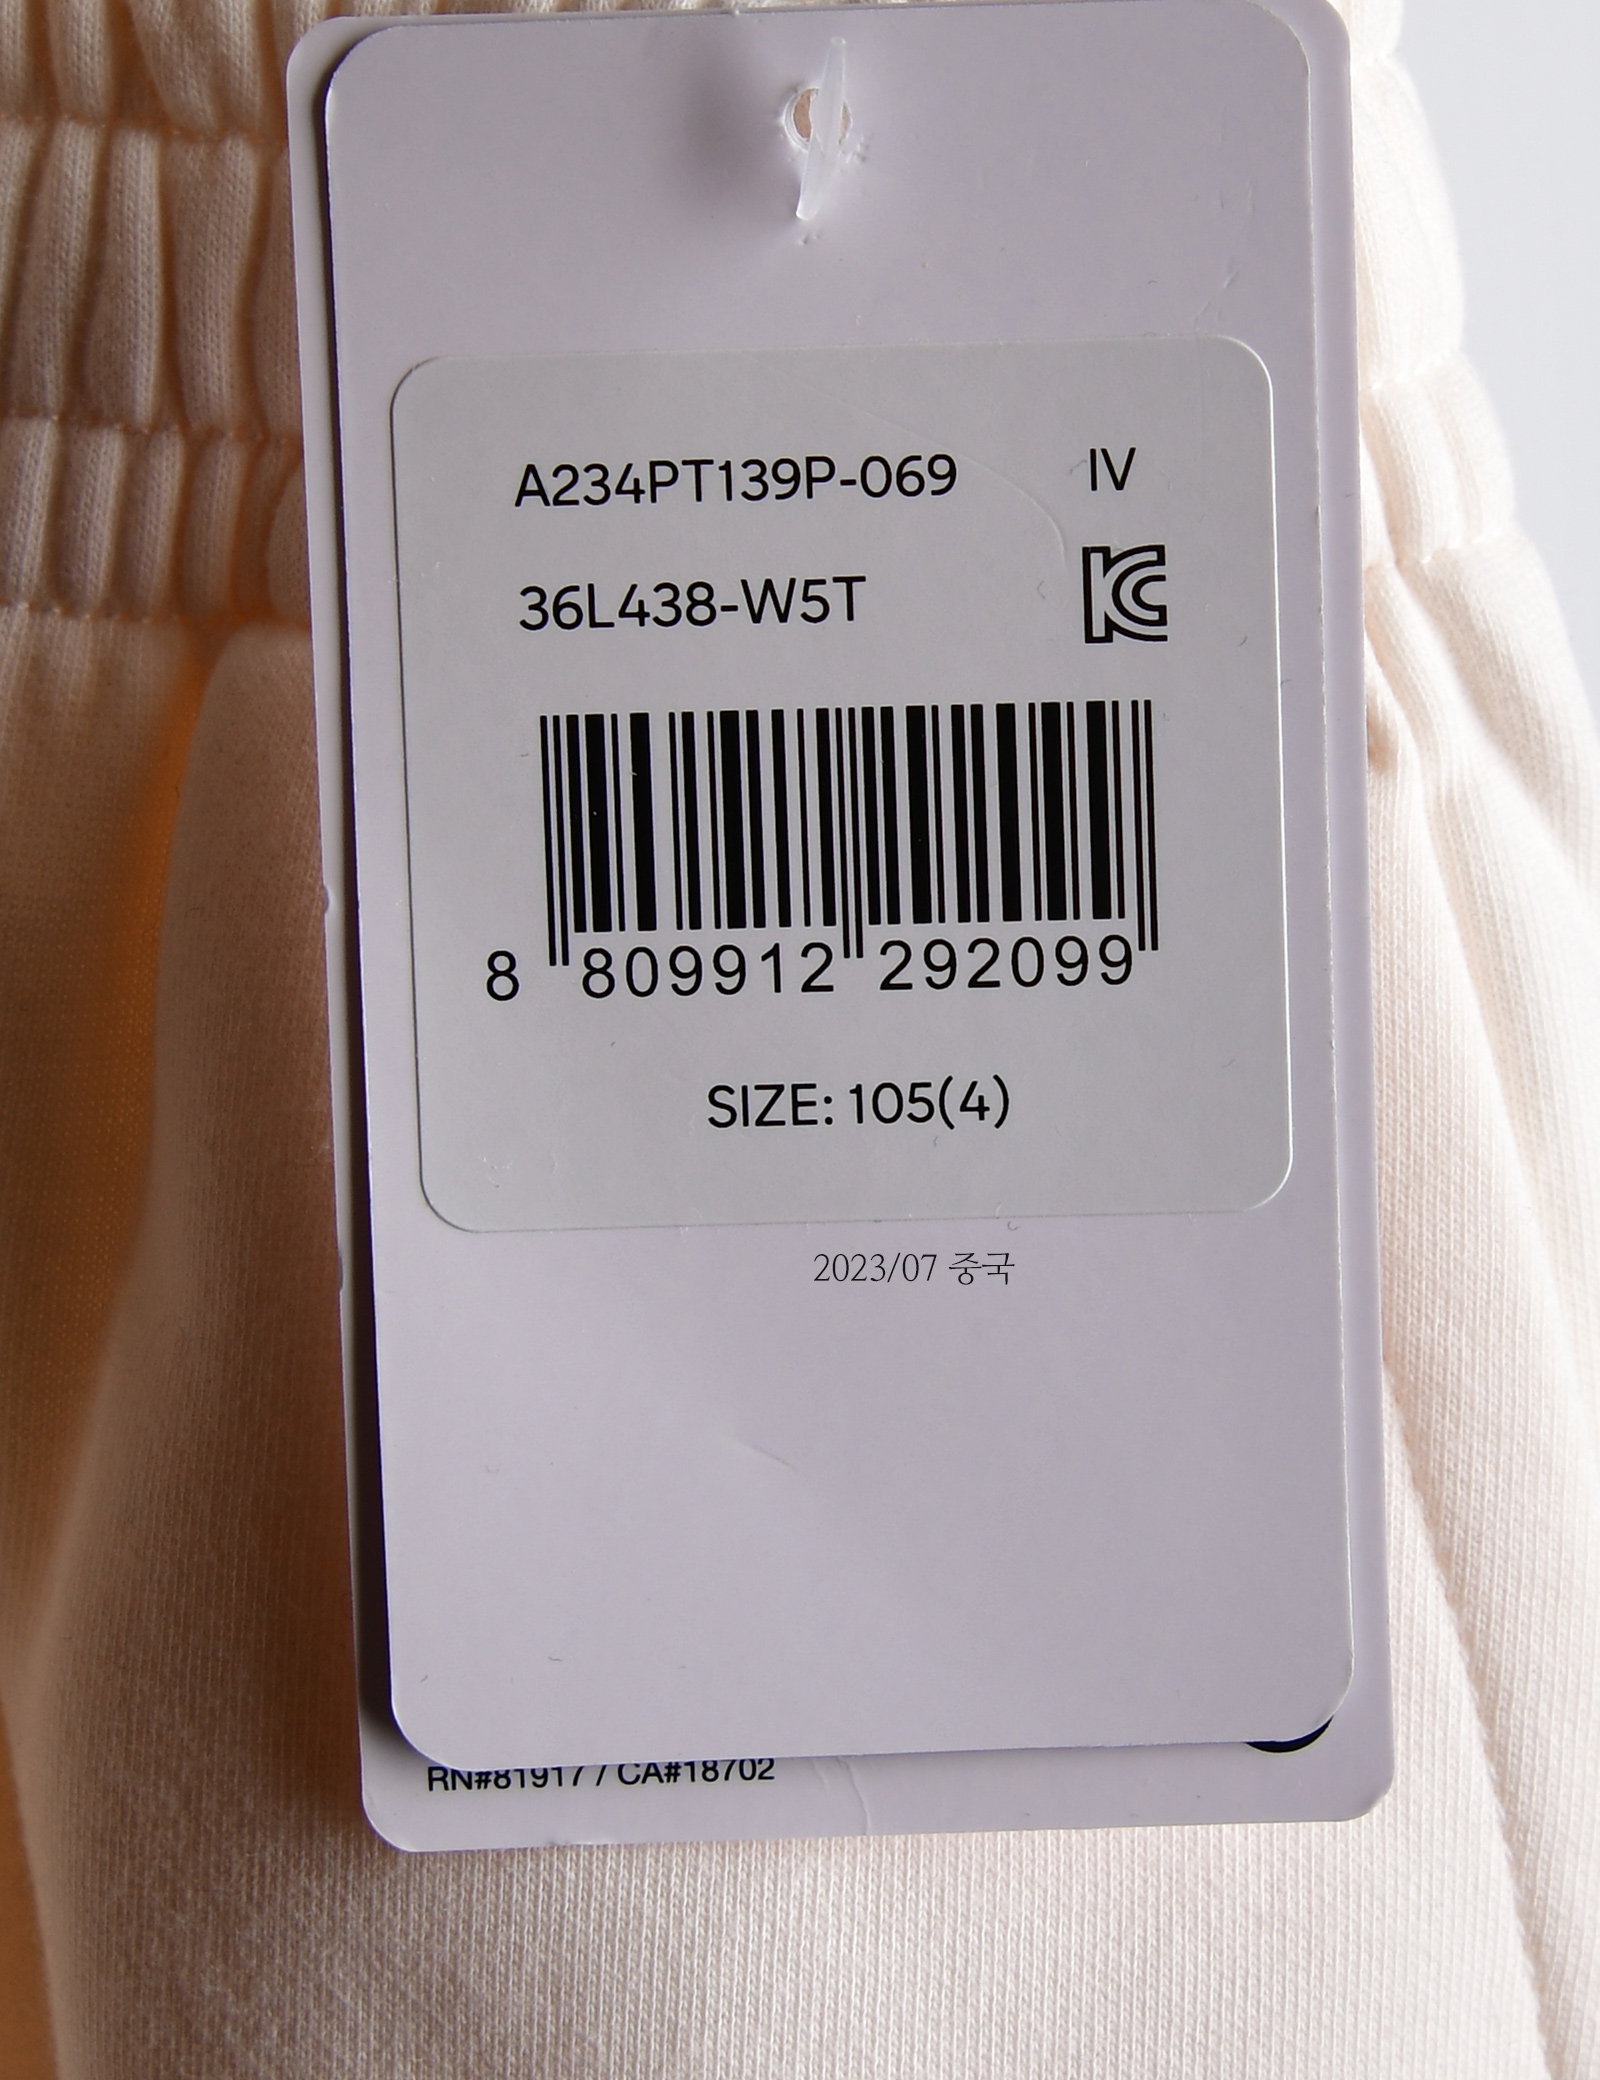 A234PT139P-069 IV
36L438-W5T
8 809912 292099
SIZE: 105(4)
2023/07 중국
RN#81917 / CA#18702